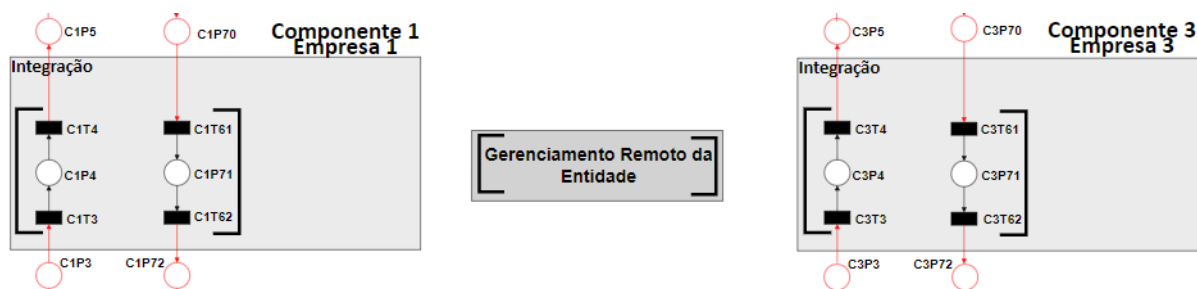 C1P5
C1P70
Componente 1
Empresa 1
Integração
C1T4
C1T61
C1P4
C1P71
C1T3
C1T62
C1P3
C1P72
Gerenciamento Remoto da
Entidade
C3P5
C3P70
Componente 3
Empresa 3
Integração
C3T4
C3T61
C3P4
C3P71
C3T3
C3T62
C3P3
C3P72